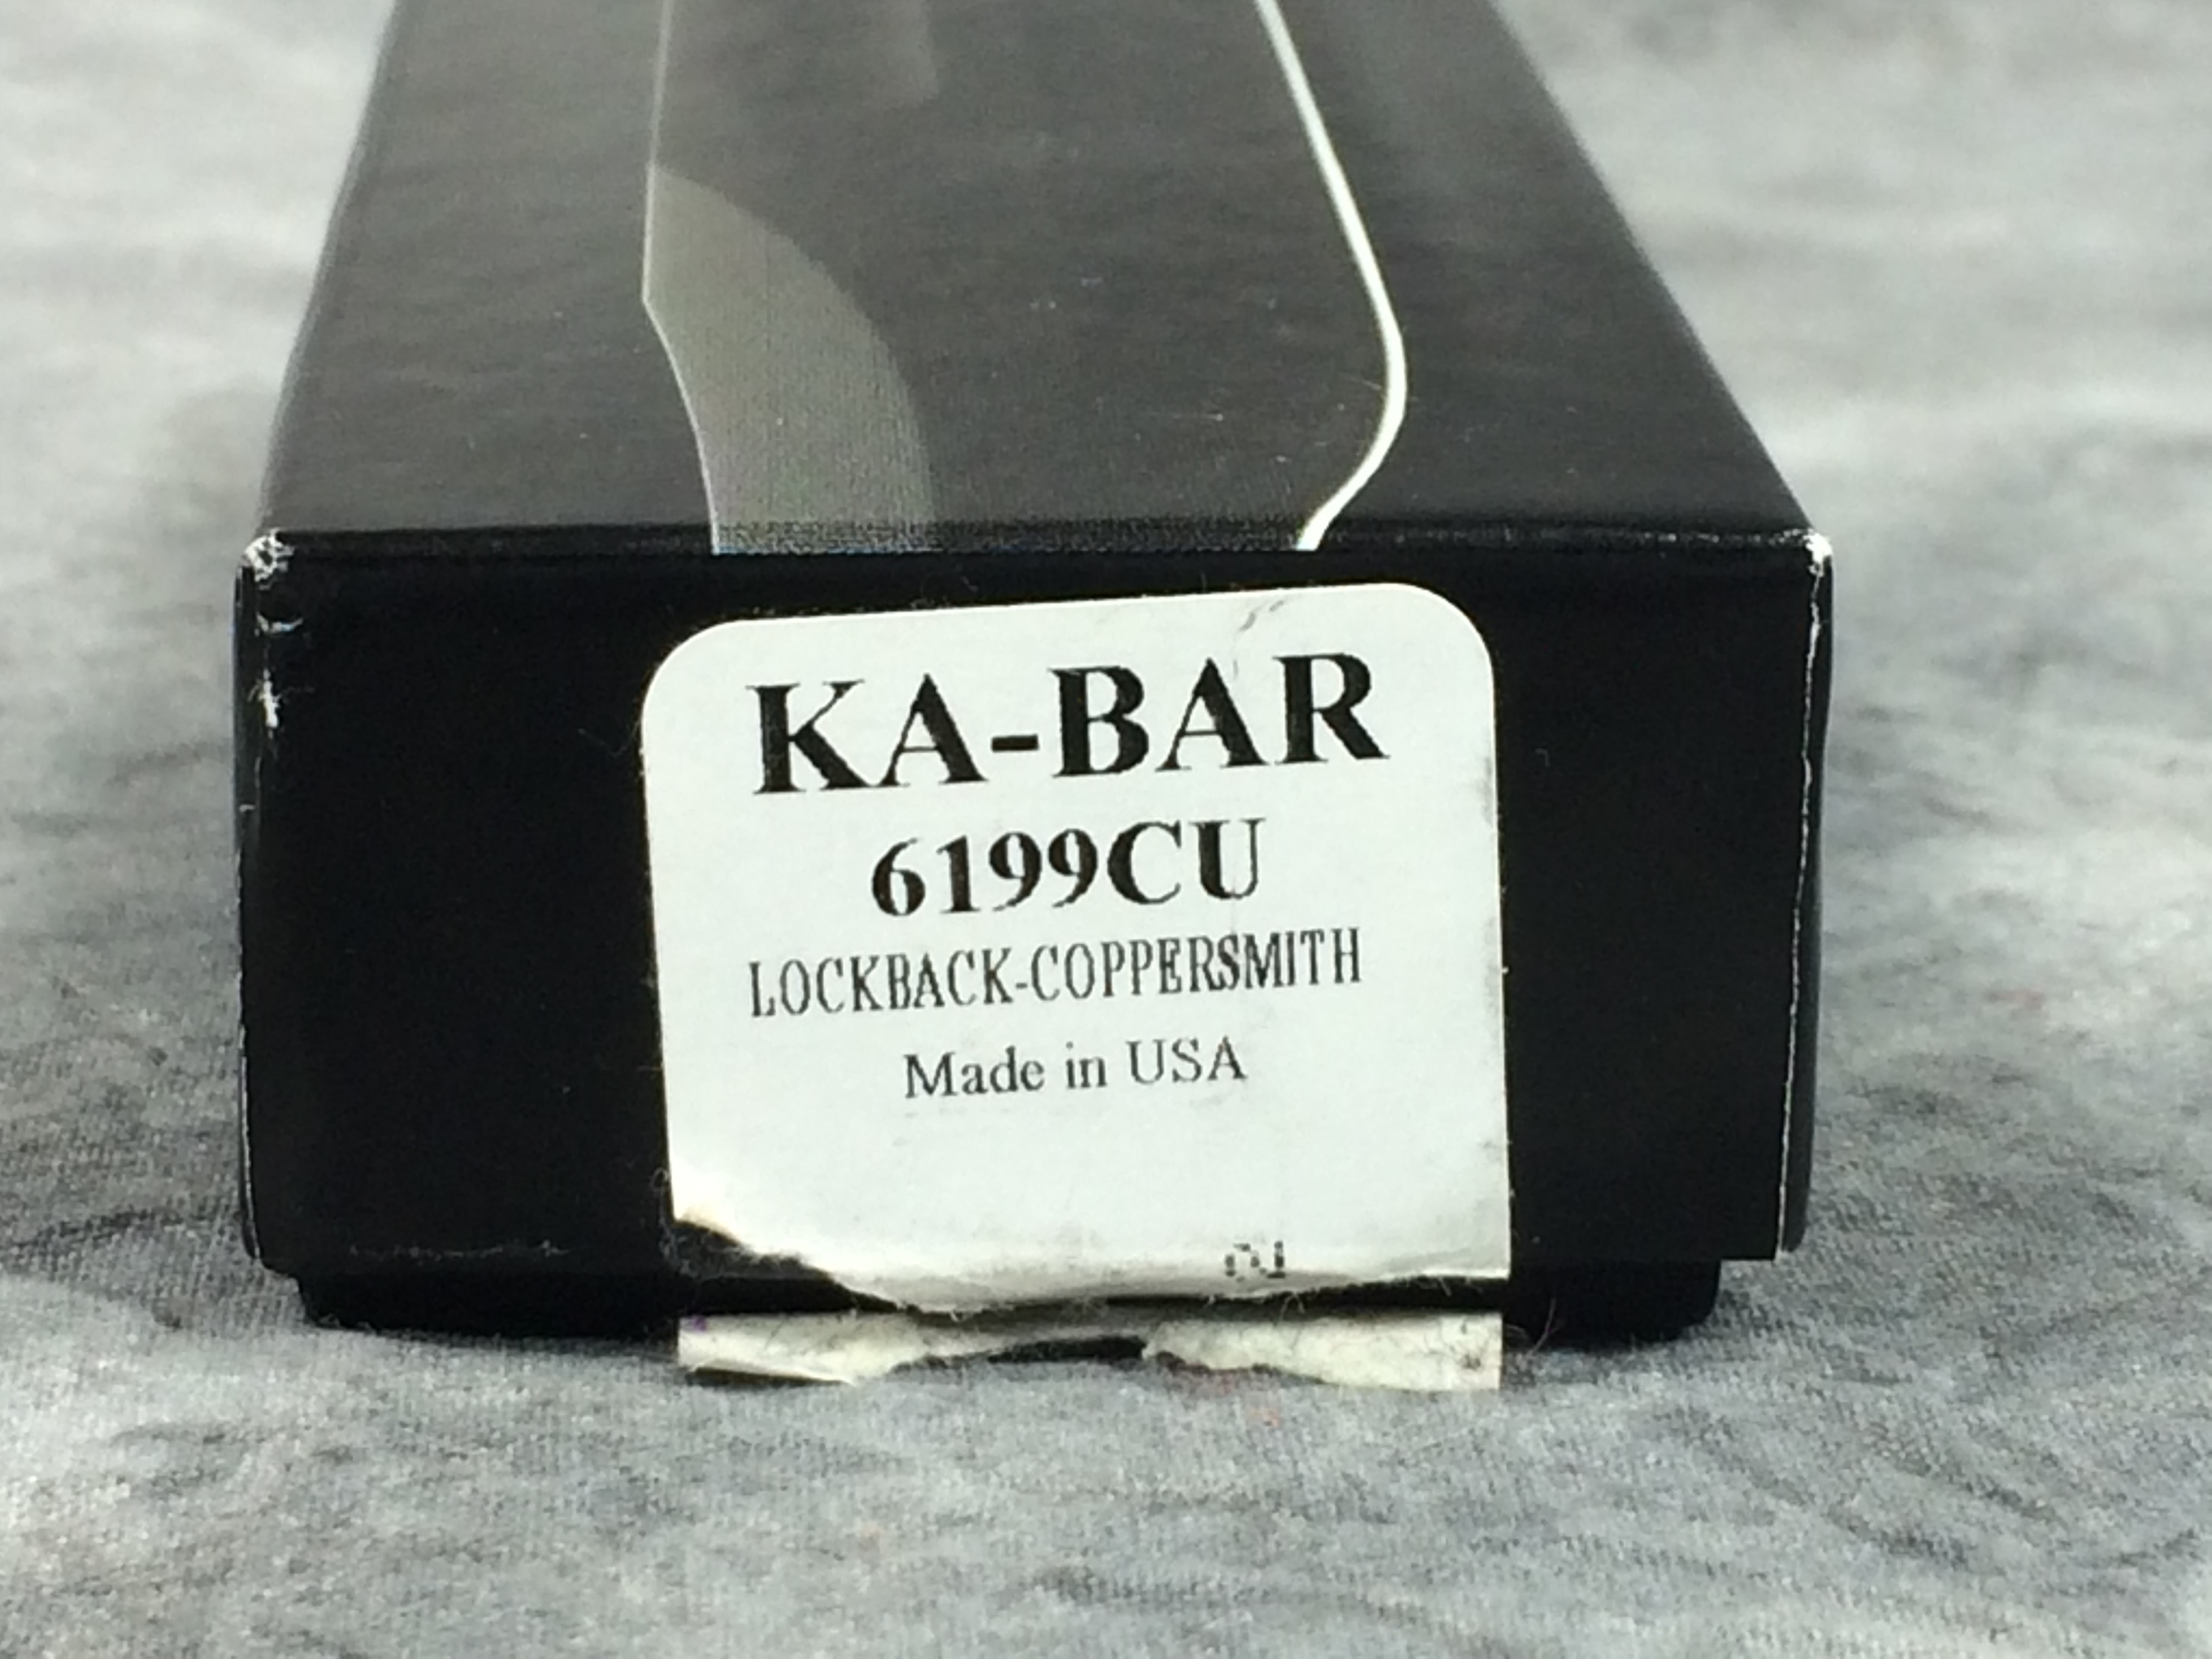 KA-BAR
6199CU
LOCKBACK-COPPERSMITH
Made in USA